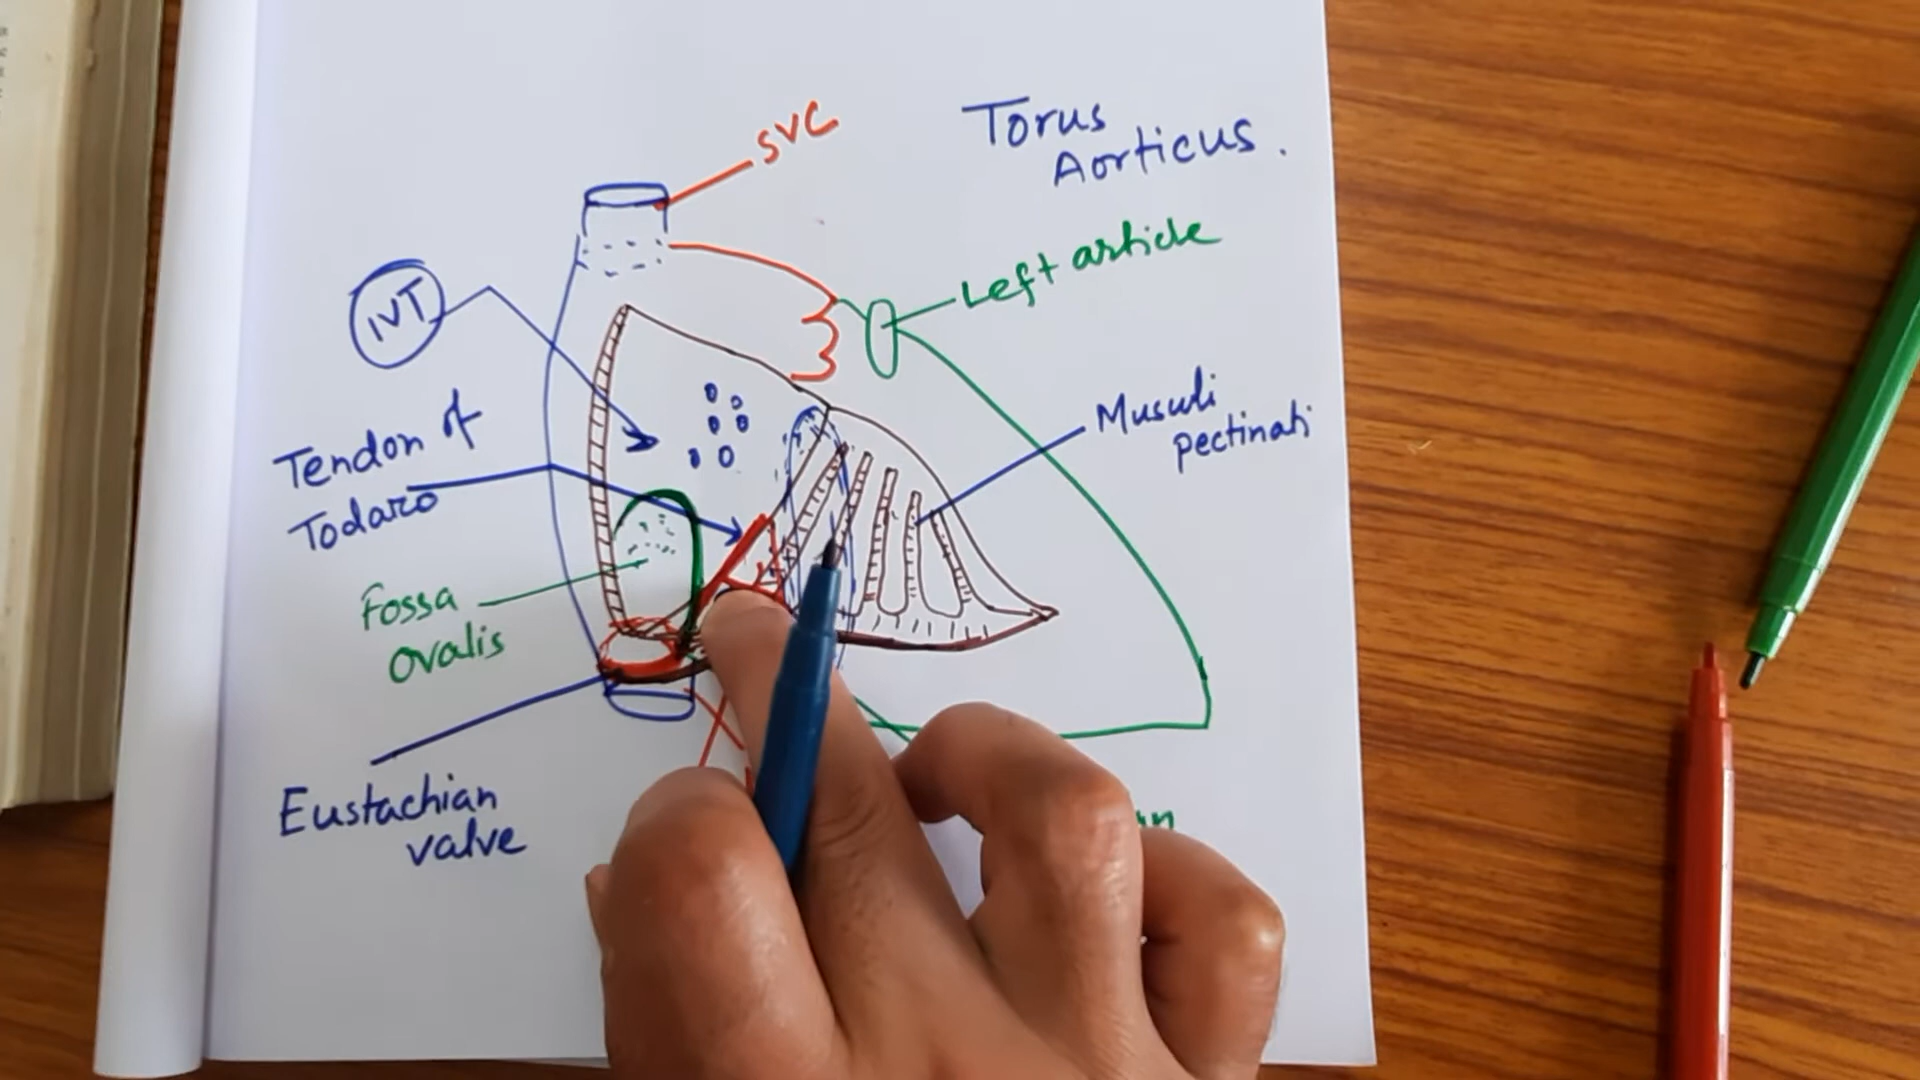 SVC
Torus
Aorticus.
Left article
IVT
Musculi
pectinati
Tendon of
Todaro
Fossa
ovalis
Eustachian
valve